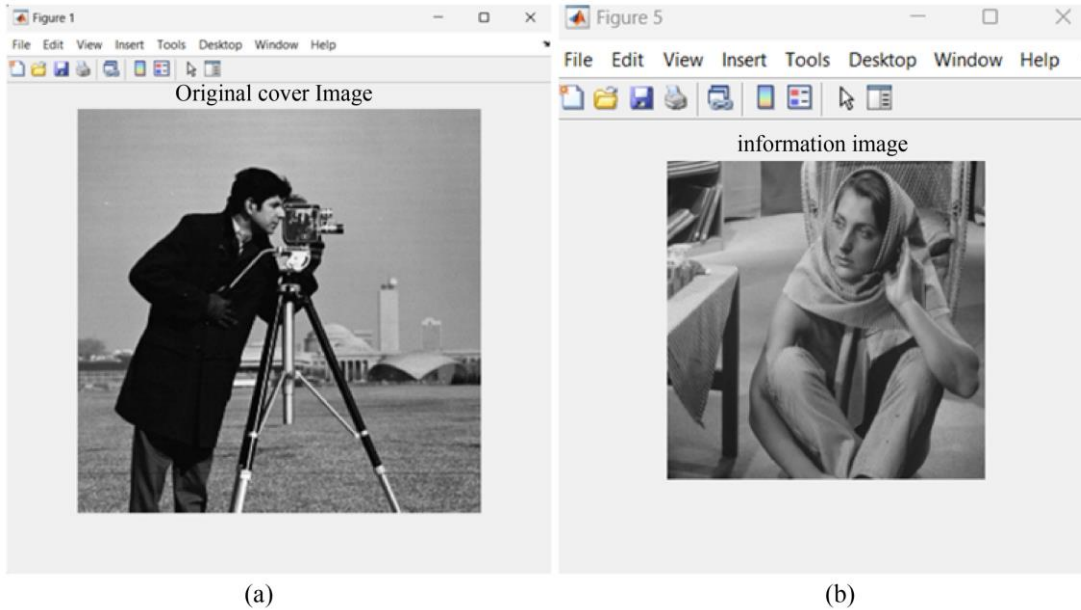 Figure 1
File Edit View Insert Tools Desktop Window Help
Original cover Image
(a)
Figure 5
File Edit View Insert Tools Desktop Window Help
information image
(b)